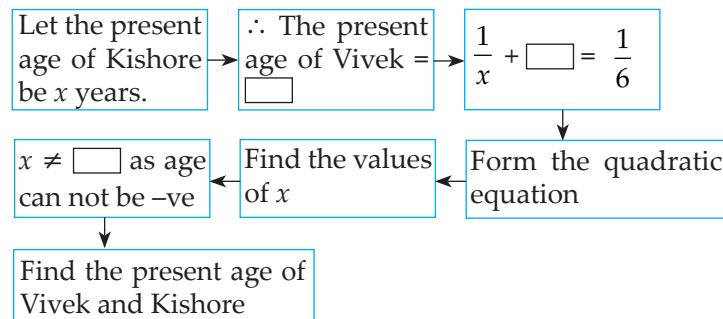 Let the present
age of Kishore
be x years.
∴ The present
age of Vivek =
1/x + □ = 1/6
Form the quadratic
equation
Find the values
of x
x ≠ □ as age
can not be –ve
Find the present age of
Vivek and Kishore